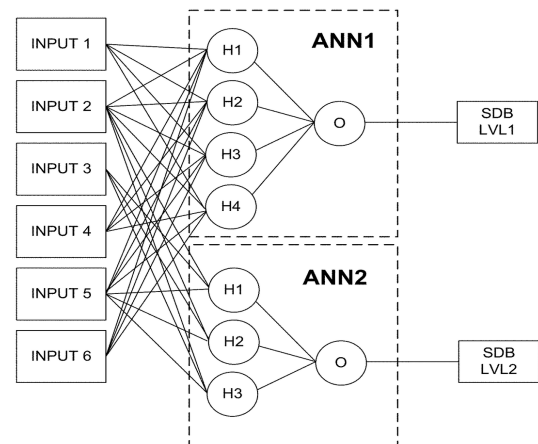 INPUT 1
INPUT 2
INPUT 3
INPUT 4
INPUT 5
INPUT 6
ANN1
H1
H2
H3
H4
O
SDB
LVL1
ANN2
H1
H2
H3
O
SDB
LVL2